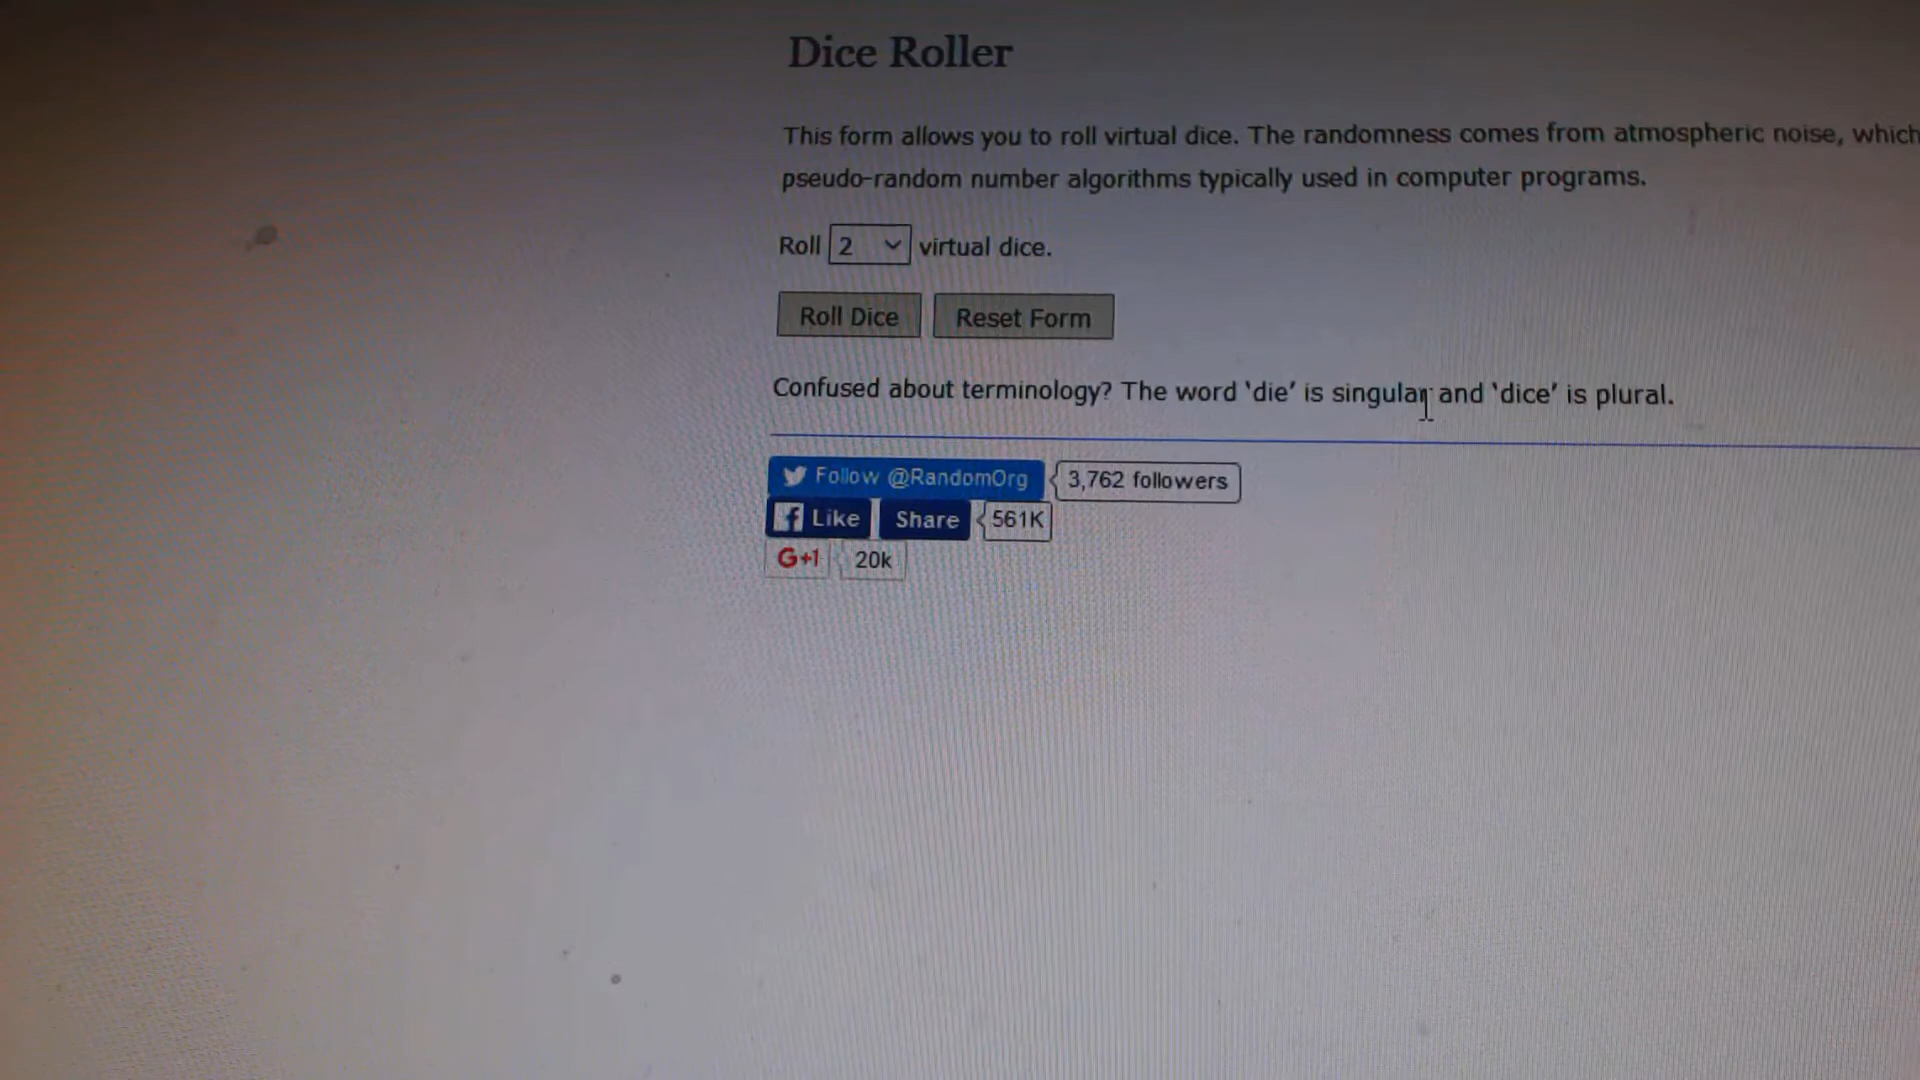 Dice Roller
This form allows you to roll virtual dice. The randomness comes from atmospheric noise, which
pseudo-random number algorithms typically used in computer programs.
Roll 2 virtual dice.
Roll Dice Reset Form
Confused about terminology? The word ‘die’ is singular and ‘dice’ is plural.
Follow @RandomOrg 3,762 followers
f Like Share 561K
G+1 20k